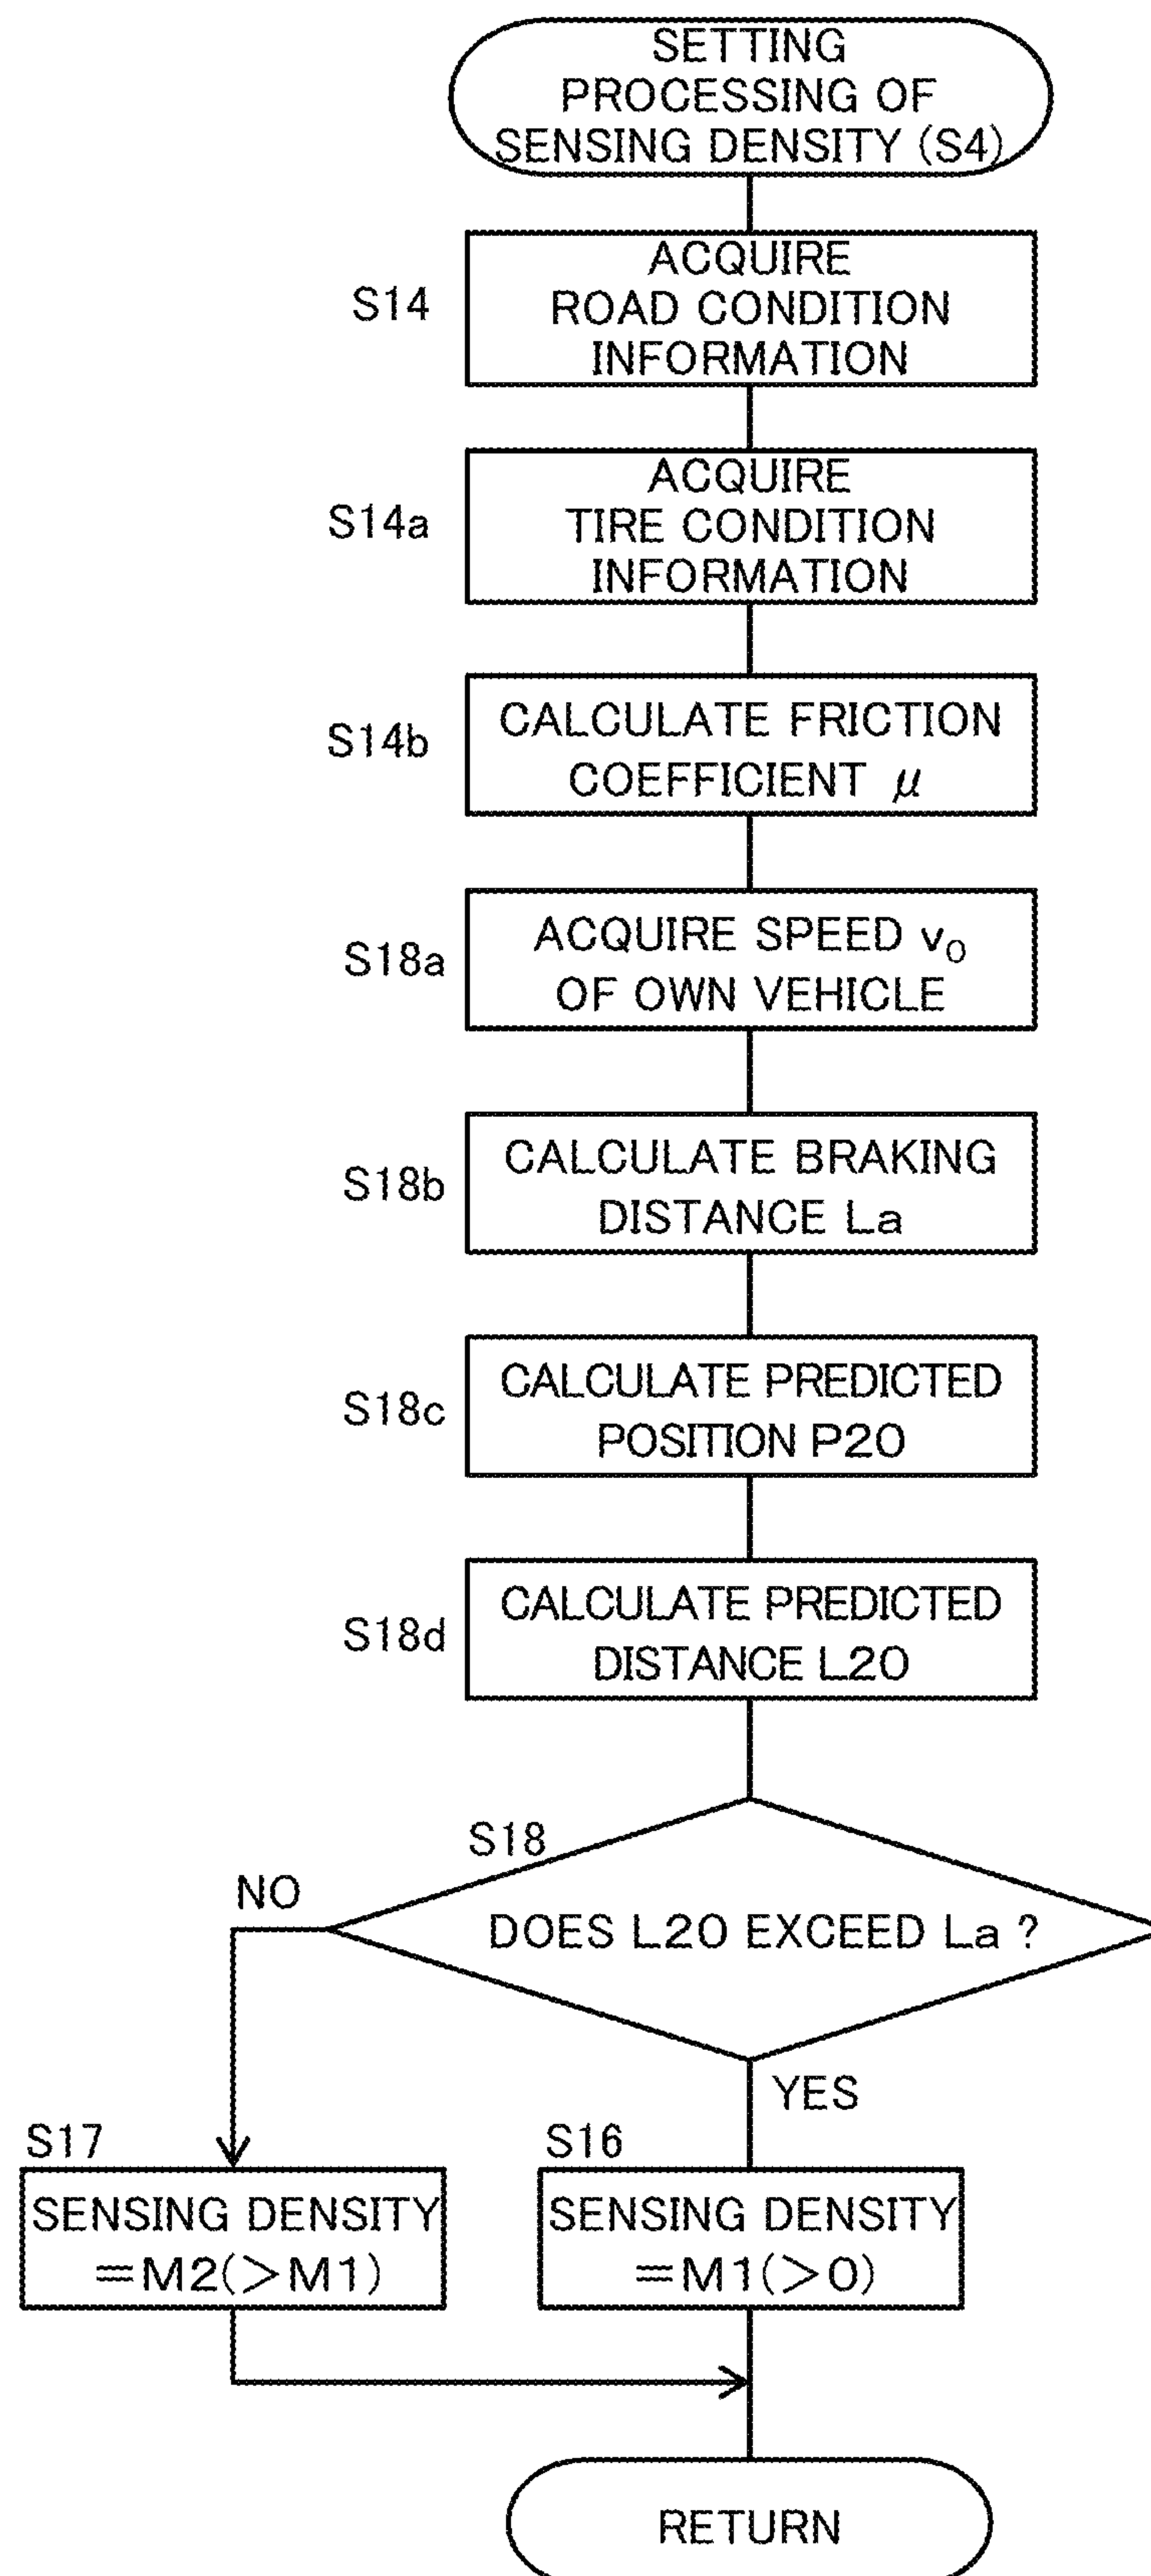 SETTING
PROCESSING OF
SENSING DENSITY (S4)
S14
ACQUIRE
ROAD CONDITION
INFORMATION
S14a
ACQUIRE
TIRE CONDITION
INFORMATION
S14b
CALCULATE FRICTION
COEFFICIENT μ
S18a
ACQUIRE SPEED v0
OF OWN VEHICLE
S18b
CALCULATE BRAKING
DISTANCE La
S18c
CALCULATE PREDICTED
POSITION P20
S18d
CALCULATE PREDICTED
DISTANCE L20
S18
NO
DOES L20 EXCEED La ?
YES
S17
SENSING DENSITY
=M2(>M1)
S16
SENSING DENSITY
=M1(>0)
RETURN